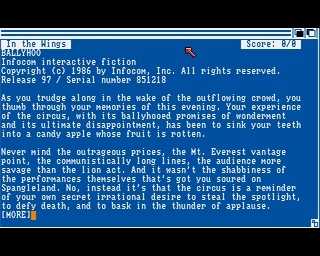 In the Wings Score: 0/0
BALLYHOO
Infocom interactive fiction
Copyright (c) 1986 by Infocom, Inc. All rights reserved.
Release 97 / Serial number 851218
As you trudge along in the wake of the outflowing crowd, you
thumb through your memories of this evening. Your experience
of the circus, with its ballyhooed promises of wonderment
and its ultimate disappointment, has been to sink your teeth
into a candy apple whose fruit is rotten.
Never mind the outrageous prices, the Mt. Everest vantage
point, the communistically long lines, the audience more
savage than the lion act. And it wasn't the shabbiness of
the performances themselves that's got you soured on
Spangleland. No, instead it's that the circus is a reminder
of your own secret irrational desire to steal the spotlight,
to defy death, and to bask in the thunder of applause.
[MORE]